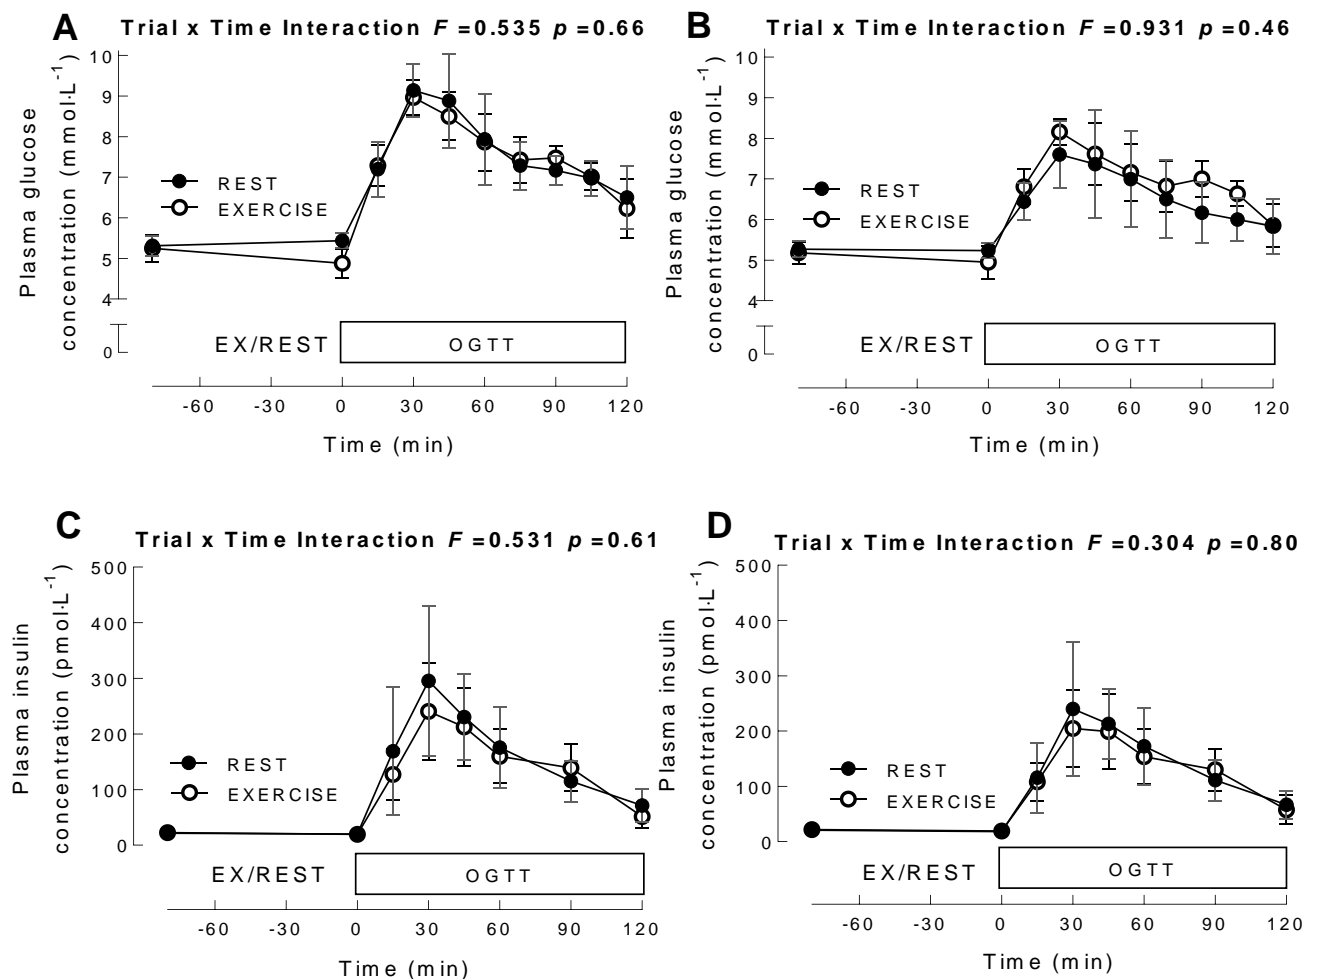 A
Trial x Time Interaction F =0.535 p =0.66
Plasma glucose
concentration (mmol·L-1)
10
9
8
7
6
5
4
0
REST
EXERCISE
EX/REST
OGTT
-60 -30 0 30 60 90 120
Time (min)
B
Trial x Time Interaction F =0.931 p =0.46
Plasma glucose
concentration (mmol·L-1)
10
9
8
7
6
5
4
0
REST
EXERCISE
EX/REST
OGTT
-60 -30 0 30 60 90 120
Time (min)
C
Trial x Time Interaction F =0.531 p =0.61
Plasma insulin
concentration (pmol·L-1)
500
400
300
200
100
0
REST
EXERCISE
EX/REST
OGTT
-60 -30 0 30 60 90 120
Time (min)
D
Trial x Time Interaction F =0.304 p =0.80
Plasma insulin
concentration (pmol·L-1)
500
400
300
200
100
0
REST
EXERCISE
EX/REST
OGTT
-60 -30 0 30 60 90 120
Time (min)